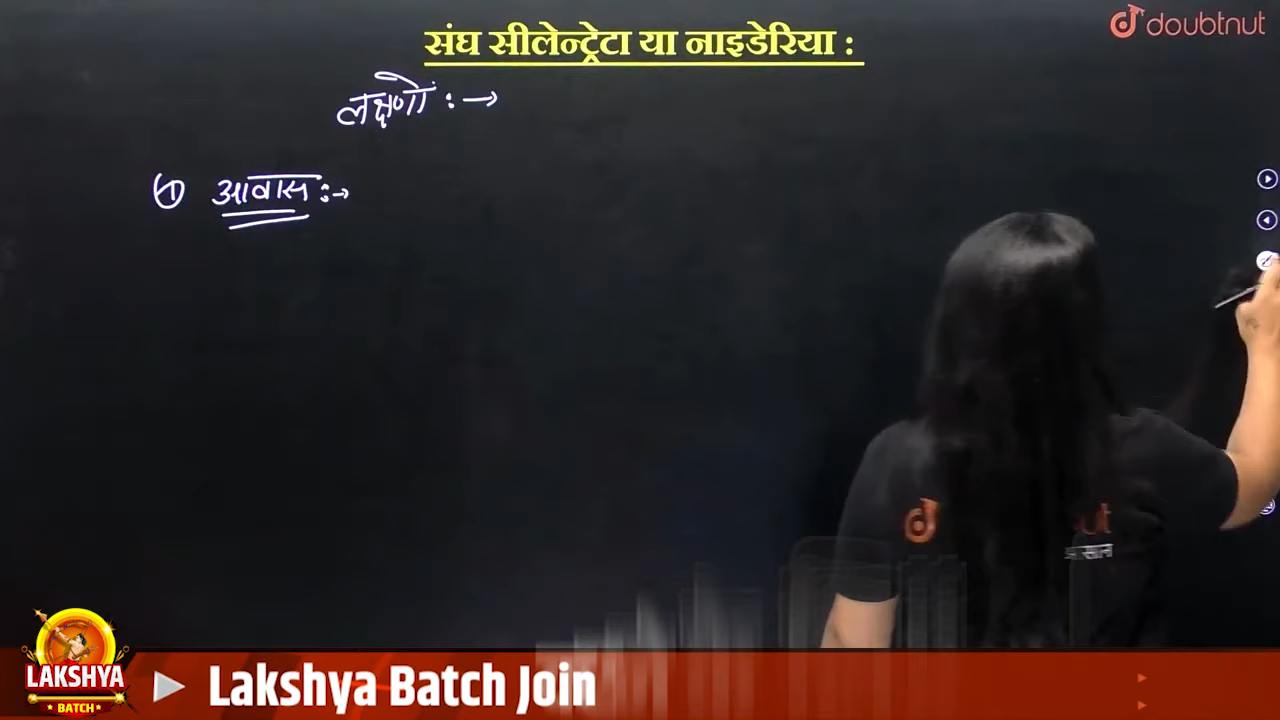 संघ सीलेन्ट्रेटा या नाइडेरिया :
doubtnut
लक्षणों :→
① आवास :→
LAKSHYA
BATCH
Lakshya Batch Join